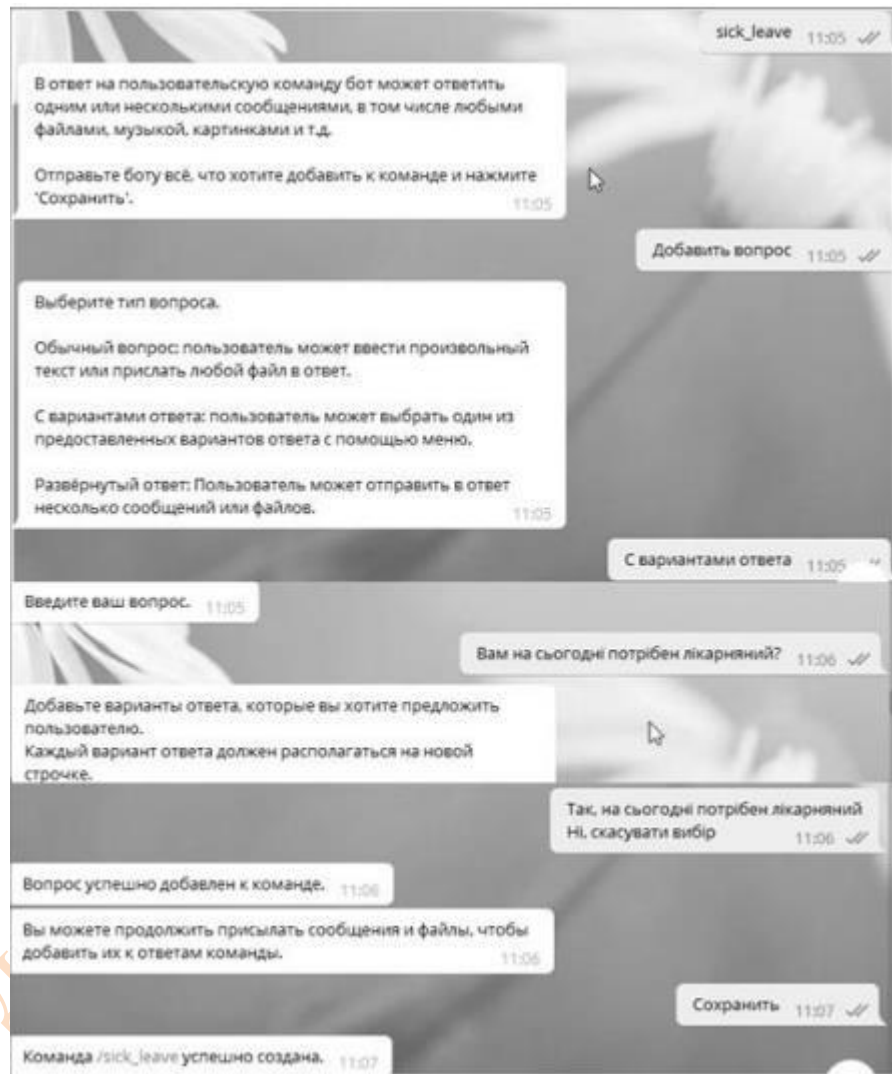 sick_leave 11:05
В ответ на пользовательскую команду бот может ответить
одним или несколькими сообщениями, в том числе любыми
файлами, музыкой, картинками и т.д.
Отправьте боту всё, что хотите добавить к команде и нажмите
'Сохранить'. 11:05
Добавить вопрос 11:05
Выберите тип вопроса.
Обычный вопрос: пользователь может ввести произвольный
текст или прислать любой файл в ответ.
С вариантами ответа: пользователь может выбрать один из
предоставленных вариантов ответа с помощью меню.
Развёрнутый ответ: Пользователь может отправить в ответ
несколько сообщений или файлов. 11:05
С вариантами ответа 11:05
Введите ваш вопрос. 11:05
Вам на сьогодні потрібен лікарняний? 11:06
Добавьте варианты ответа, которые вы хотите предложить
пользователю.
Каждый вариант ответа должен располагаться на новой
строчке.
Так, на сьогодні потрібен лікарняний
Ні, скасувати вибір 11:06
Вопрос успешно добавлен к команде. 11:06
Вы можете продолжить присылать сообщения и файлы, чтобы
добавить их к ответам команды. 11:06
Сохранить 11:07
Команда /sick_leave успешно создана. 11:07